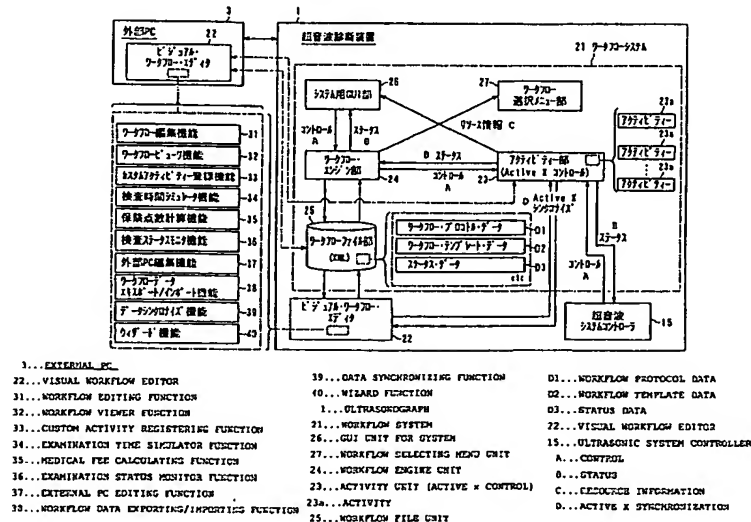 3
外部PC
22
ビジュアル・
ワークフロー・エディタ
1
超音波診断装置
21 ワークフローシステム
26
システム用GUI部
27
ワークフロー
選択メニュー部
23a
アクティビティー
23a
アクティビティー
23a
アクティビティー
リソース情報 C
コントロール
A
ステータス
B
B ステータス
コントロール
A
ワークフロー・
エンジン部
24
アクティビティー部
(Active X コントロール)
23
D Active X
シンクロナイズ
B
ステータス
コントロール
A
25
ワークフローファイル部
(XML)
ワークフロー・プロトコル・データ
D1
ワークフロー・テンプレート・データ
D2
ステータス・データ
D3
etc
ビジュアル・ワークフロー・
エディタ
22
超音波
システムコントローラ
15
ワークフロー編集機能
31
ワークフロービューワ機能
32
カスタムアクティビティー登録機能
33
検査時間シミュレータ機能
34
保険点数計算機能
35
検査ステータスモニタ機能
36
外部PC編集機能
37
ワークフローデータ
エキスポート/インポート機能
38
データシンクロナイズ機能
39
ウィザード機能
40
3...EXTERNAL PC
22...VISUAL WORKFLOW EDITOR
31...WORKFLOW EDITING FUNCTION
32...WORKFLOW VIEWER FUNCTION
33...CUSTOM ACTIVITY REGISTERING FUNCTION
34...EXAMINATION TIME SIMULATOR FUNCTION
35...MEDICAL FEE CALCULATING FUNCTION
36...EXAMINATION STATUS MONITOR FUNCTION
37...EXTERNAL PC EDITING FUNCTION
38...WORKFLOW DATA EXPORTING/IMPORTING FUNCTION
39...DATA SYNCHRONIZING FUNCTION
40...WIZARD FUNCTION
1...ULTRASONOGRAPH
21...WORKFLOW SYSTEM
26...GUI UNIT FOR SYSTEM
27...WORKFLOW SELECTING MENU UNIT
24...WORKFLOW ENGINE UNIT
23...ACTIVITY UNIT (ACTIVE X CONTROL)
23a...ACTIVITY
25...WORKFLOW FILE UNIT
D1...WORKFLOW PROTOCOL DATA
D2...WORKFLOW TEMPLATE DATA
D3...STATUS DATA
22...VISUAL WORKFLOW EDITOR
15...ULTRASONIC SYSTEM CONTROLLER
A...CONTROL
B...STATUS
C...RESOURCE INFORMATION
D...ACTIVE X SYNCHRONIZATION